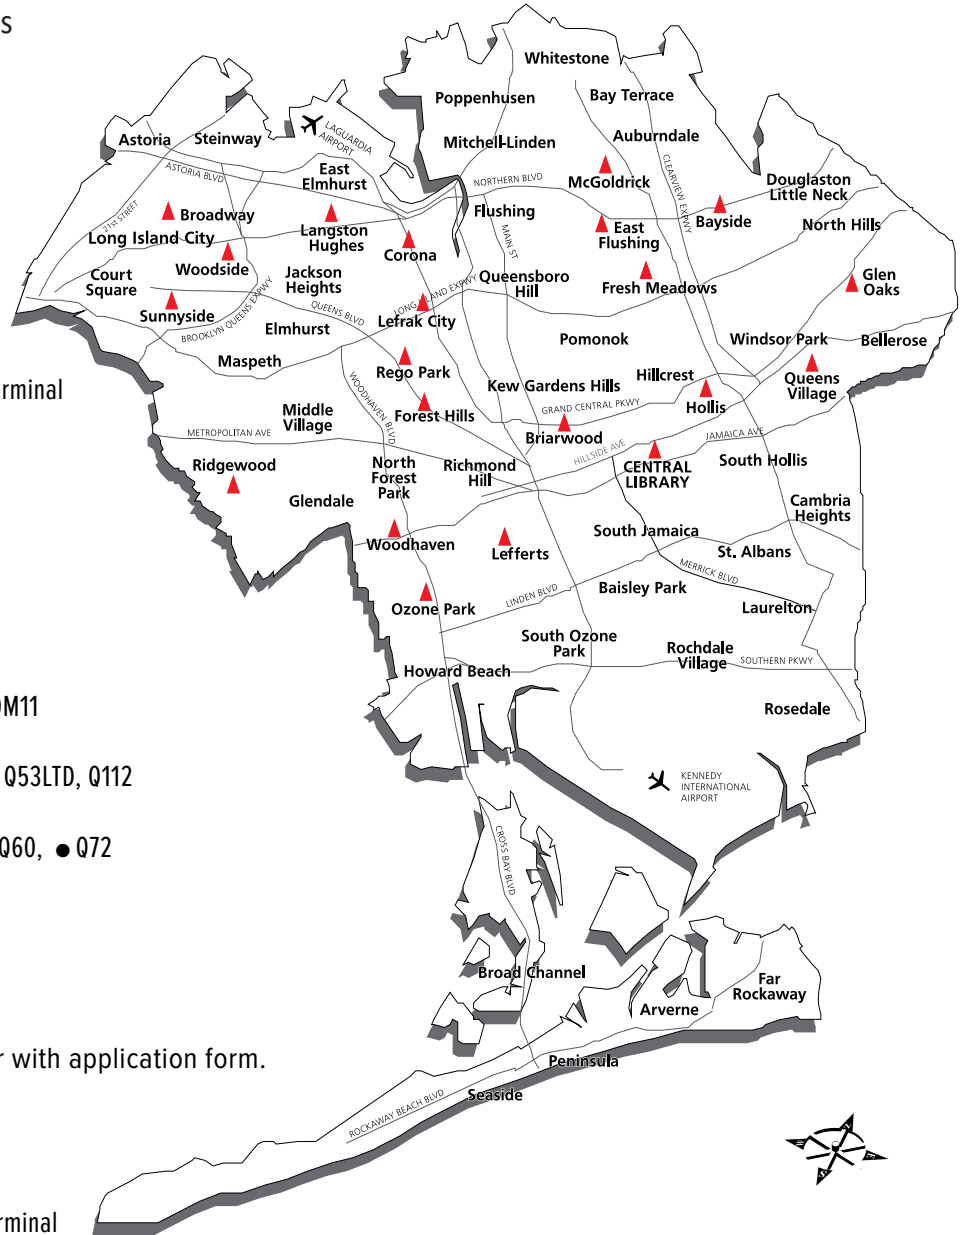 s
Whitestone
Bay Terrace
Poppenhusen
Auburndale
Mitchell-Linden
LAGUARDIA
AIRPORT
Astoria
Steinway
ASTORIA BLVD
East
Elmhurst
NORTHERN BLVD
McGoldrick
CLEARVIEW EXPWY
Douglaston
Little Neck
21st STREET
Broadway
Langston
Hughes
Flushing
MAIN ST
East
Flushing
Bayside
North Hills
Long Island City
Woodside
Corona
Court
Square
Jackson
Heights
Queensboro
Hill
Fresh Meadows
Glen
Oaks
Sunnyside
BROOKLYN QUEENS EXPWY
QUEENS BLVD
LONG ISLAND EXPWY
Lefrak City
Elmhurst
Pomonok
Windsor Park
Bellerose
Maspeth
Rego Park
WOODHAVEN BLVD
Kew Gardens Hills
Hillcrest
Queens
Village
rminal
Middle
Village
Forest Hills
GRAND CENTRAL PKWY
Hollis
METROPOLITAN AVE
Briarwood
HILLSIDE AVE
JAMAICA AVE
Ridgewood
North
Forest
Park
Richmond
Hill
CENTRAL
LIBRARY
South Hollis
Glendale
Cambria
Heights
Woodhaven
Lefferts
South Jamaica
St. Albans
MERRICK BLVD
Ozone Park
LINDEN BLVD
Baisley Park
Laurelton
South Ozone
Park
Rochdale
Village
SOUTHERN PKWY
Howard Beach
M11
Rosedale
Q53LTD, Q112
KENNEDY
INTERNATIONAL
AIRPORT
Q60, ● Q72
CROSS BAY BLVD
Broad Channel
Far
Rockaway
Arverne
r with application form.
Peninsula
Seaside
ROCKAWAY BEACH BLVD
N
E
S
W
rminal